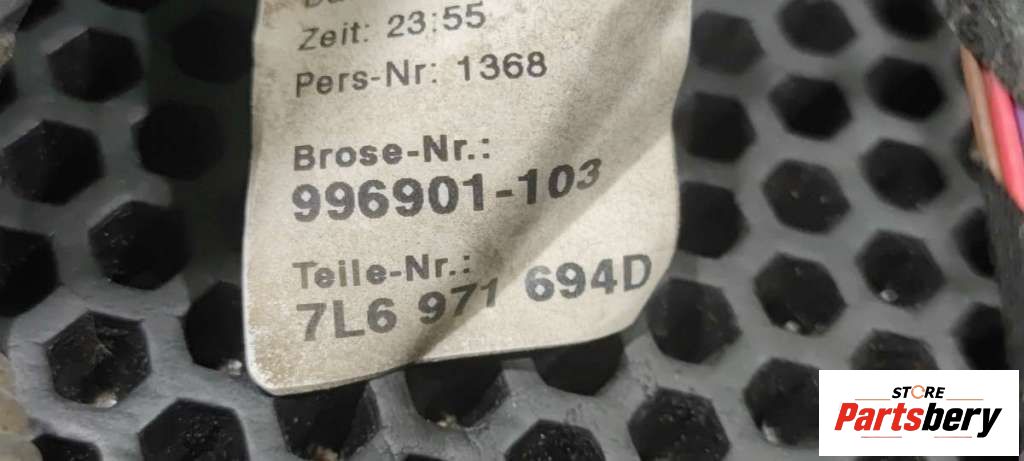 Zeit: 23:55
Pers-Nr: 1368
Brose-Nr.:
996901-103
Teile-Nr.:
7L6 971 694D
STORE
Partsbery